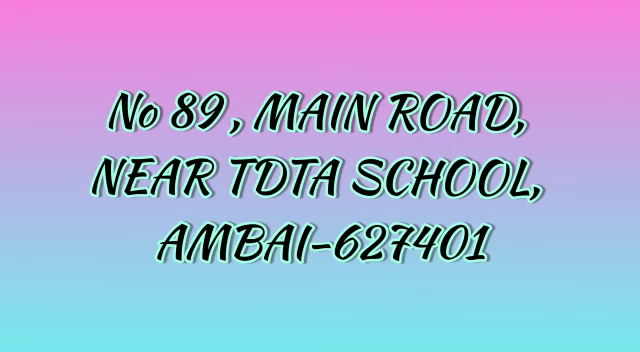 No 89 , MAIN ROAD,
NEAR TDTA SCHOOL,
AMBAI-627401